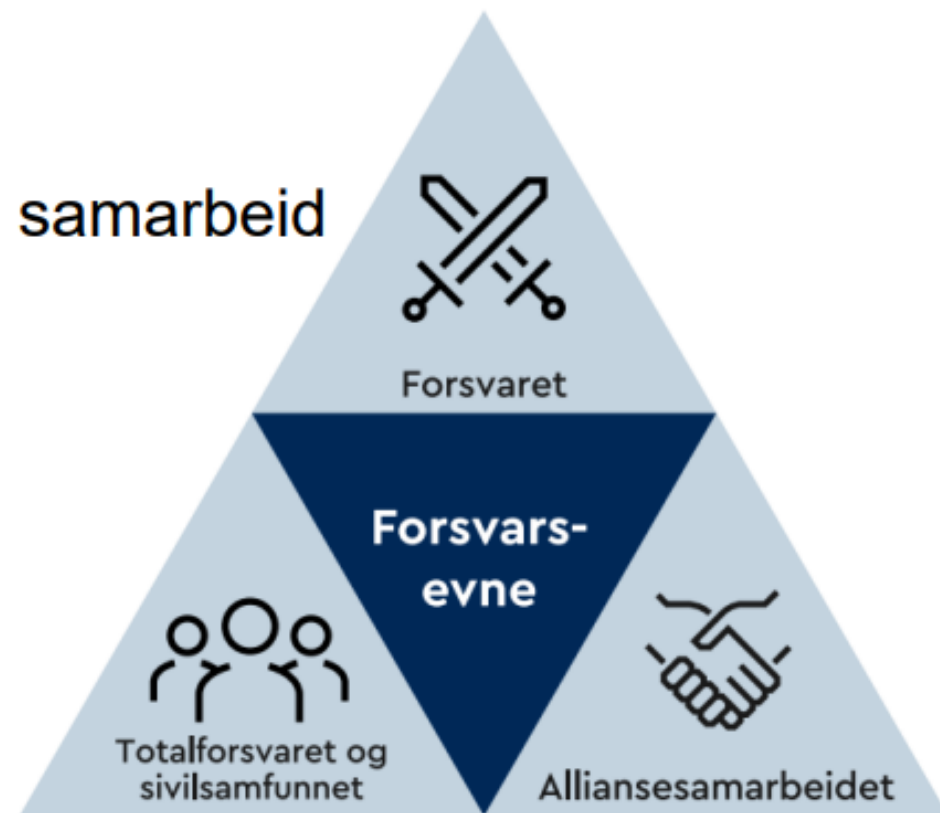 samarbeid
Forsvaret
Forsvars-
evne
Totalforsvaret og
sivilsamfunnet
Alliansesamarbeidet